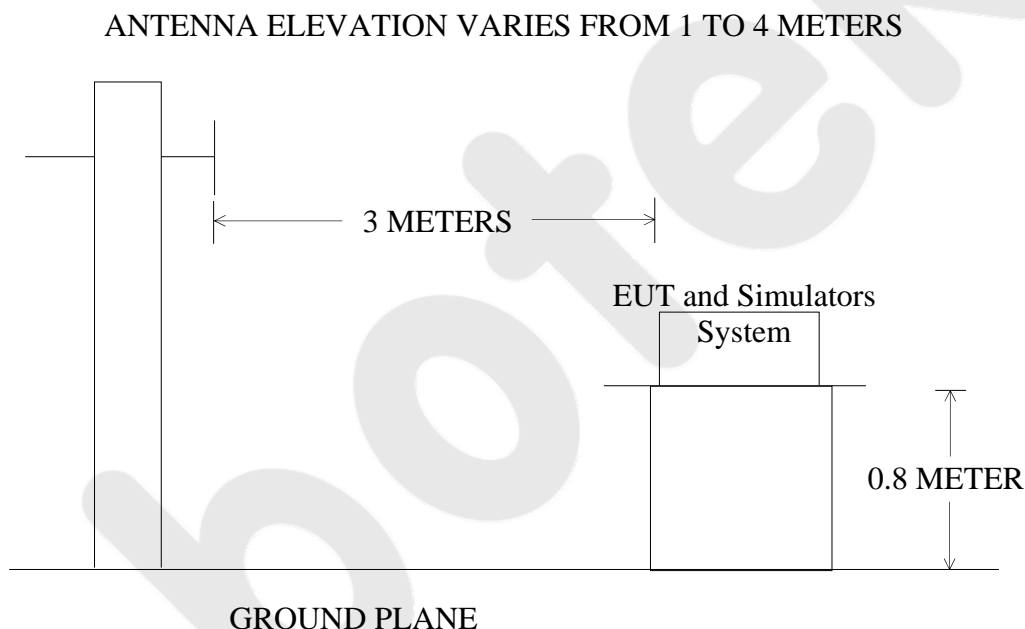 ANTENNA ELEVATION VARIES FROM 1 TO 4 METERS
3 METERS
EUT and Simulators
System
0.8 METER
GROUND PLANE